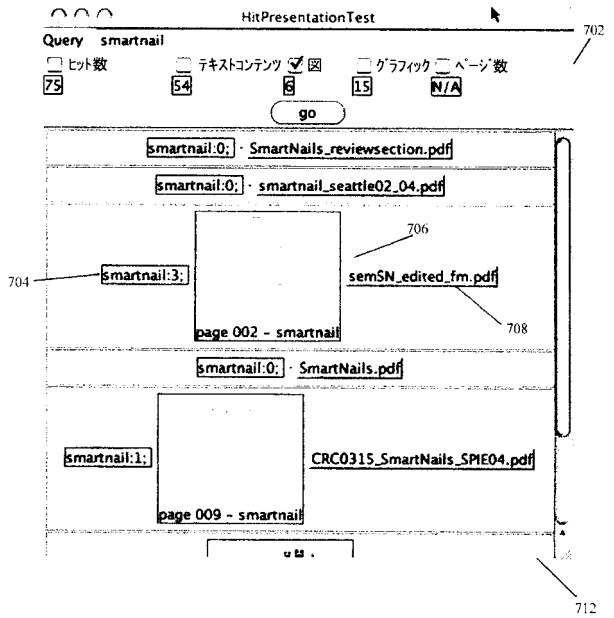 HitPresentationTest
Query smartnail
702
ヒット数 テキストコンテンツ 図 グラフィック ページ数
75 54 6 15 N/A
go
smartnail:0; · SmartNails_reviewsection.pdf
smartnail:0; · smartnail_seattle02_04.pdf
706
704 smartnail:3; semSN_edited_fm.pdf
708
page 002 - smartnail
smartnail:0; · SmartNails.pdf
smartnail:1; CRC0315_SmartNails_SPIE04.pdf
page 009 - smartnail
712